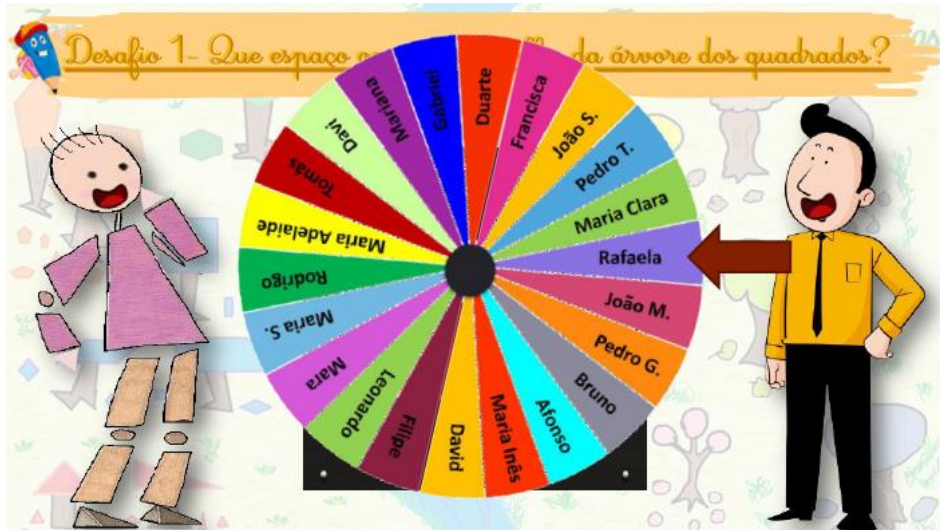 Desafio 1- Que espaço da árvore dos quadrados?
Duarte
Francisca
João S.
Pedro T.
Maria Clara
Rafaela
João M.
Pedro G.
Bruno
Afonso
Maria Inês
David
Filipe
Leonardo
Mara
Maria S.
Rodrigo
Maria Adelaide
Tomás
Davi
Mariana
Gabriel